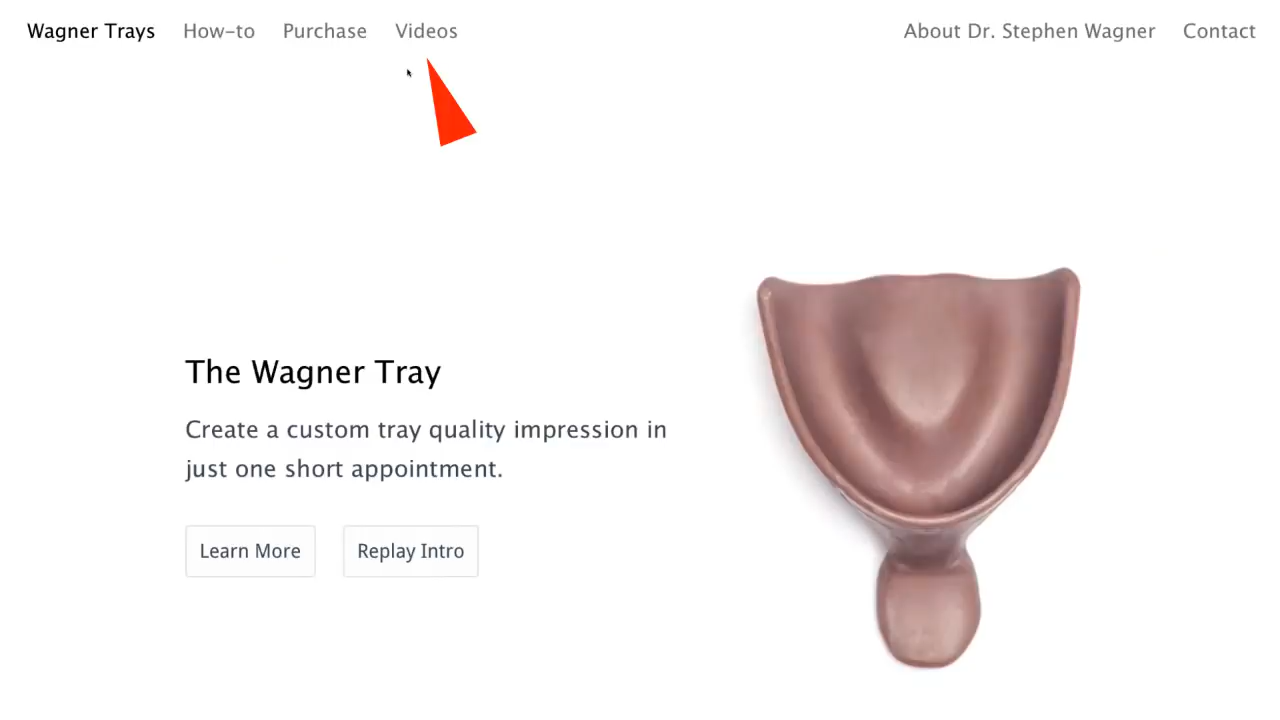 Wagner Trays How-to Purchase Videos About Dr. Stephen Wagner Contact
The Wagner Tray
Create a custom tray quality impression in
just one short appointment.
Learn More Replay Intro